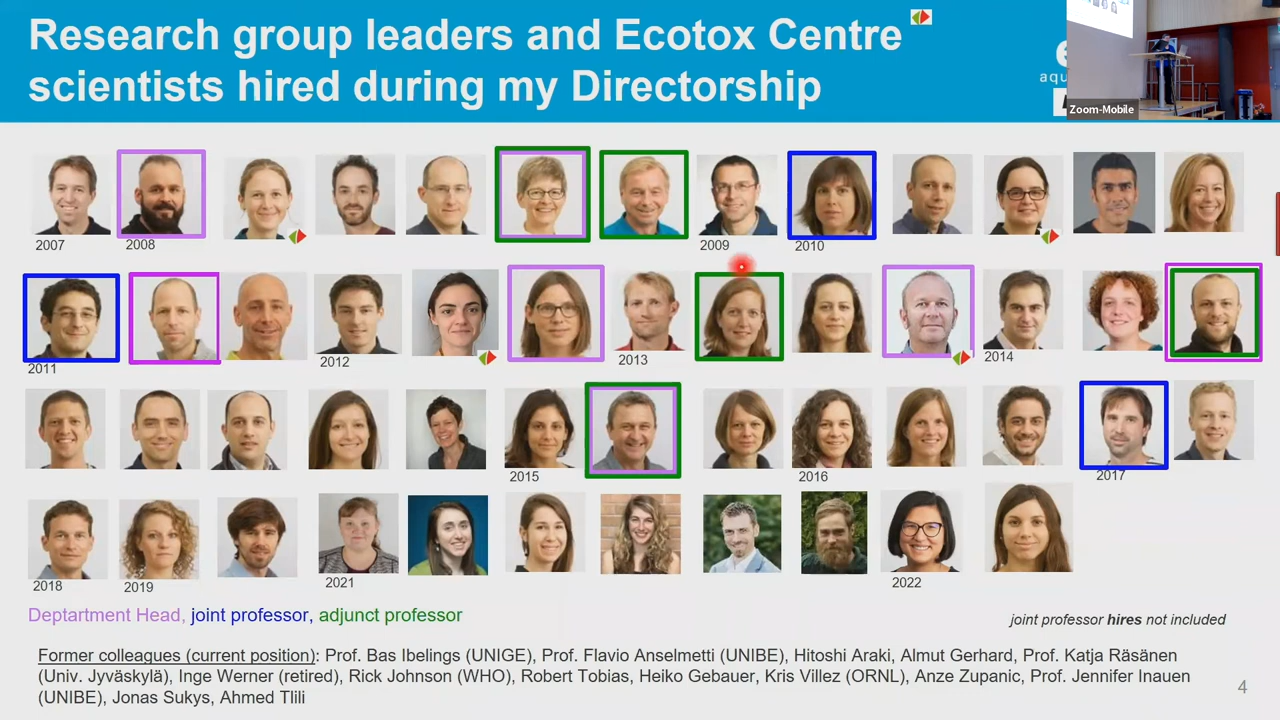 Research group leaders and Ecotox Centre
scientists hired during my Directorship
aqu
Zoom-Mobile
2007
2008
2009
2010
2011
2012
2013
2014
2015
2016
2017
2018
2019
2021
2022
Deptartment Head, joint professor, adjunct professor
joint professor hires not included
Former colleagues (current position): Prof. Bas Ibelings (UNIGE), Prof. Flavio Anselmetti (UNIBE), Hitoshi Araki, Almut Gerhard, Prof. Katja Räsänen
(Univ. Jyväskylä), Inge Werner (retired), Rick Johnson (WHO), Robert Tobias, Heiko Gebauer, Kris Villez (ORNL), Anze Zupanic, Prof. Jennifer Inauen
(UNIBE), Jonas Sukys, Ahmed Tlili
4